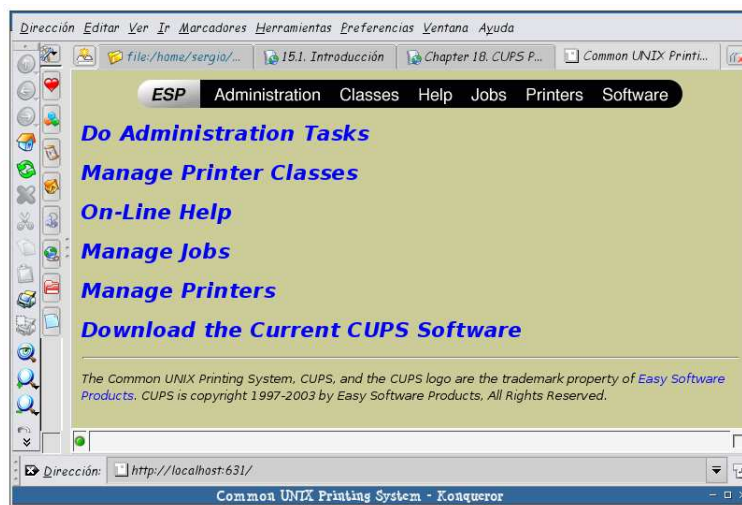 Dirección Editar Ver Ir Marcadores Herramientas Preferencias Ventana Ayuda
file:/home/sergio/... 15.1. Introducción Chapter 18. CUPS P... Common UNIX Printi...
ESP Administration Classes Help Jobs Printers Software
Do Administration Tasks
Manage Printer Classes
On-Line Help
Manage Jobs
Manage Printers
Download the Current CUPS Software
The Common UNIX Printing System, CUPS, and the CUPS logo are the trademark property of Easy Software
Products. CUPS is copyright 1997-2003 by Easy Software Products, All Rights Reserved.
Dirección: http://localhost:631/
Common UNIX Printing System - Konqueror